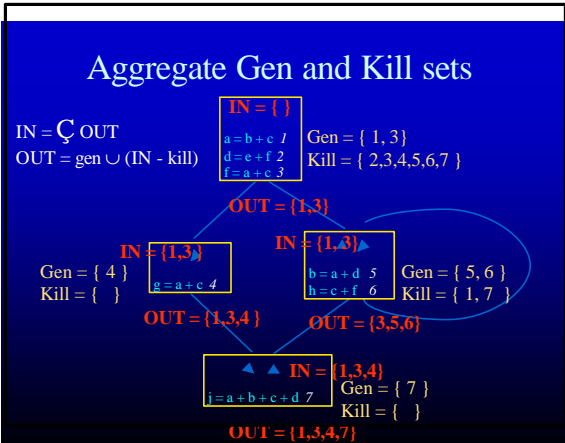 Aggregate Gen and Kill sets
IN = { }
IN = Ç OUT
OUT = gen ∪ (IN - kill)
a = b + c 1
d = e + f 2
f = a + c 3
Gen = { 1, 3}
Kill = { 2,3,4,5,6,7 }
OUT = {1,3}
IN = {1,3}
Gen = { 4 }
Kill = { }
g = a + c 4
IN = {1,3}
b = a + d 5
h = c + f 6
Gen = { 5, 6 }
Kill = { 1, 7 }
OUT = {1,3,4 }
OUT = {3,5,6}
IN = {1,3,4}
j = a + b + c + d 7
Gen = { 7 }
Kill = { }
OUT = {1,3,4,7}